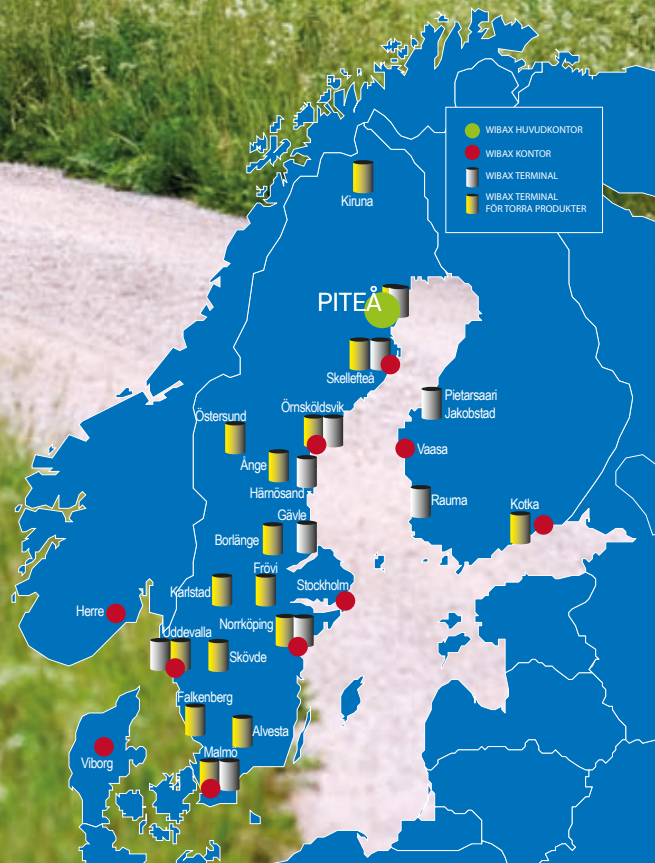 WIBAX HUVUDKONTOR
WIBAX KONTOR
WIBAX TERMINAL
WIBAX TERMINAL
FÖR TORRA PRODUKTER
Kiruna
PITEÅ
Skellefteå
Pietarsaari
Jakobstad
Örnsköldsvik
Östersund
Vaasa
Ånge
Härnösand
Rauma
Kotka
Gävle
Borlänge
Frövi
Karlstad
Stockholm
Herre
Norrköping
Uddevalla
Skövde
Falkenberg
Alvesta
Malmö
Viborg